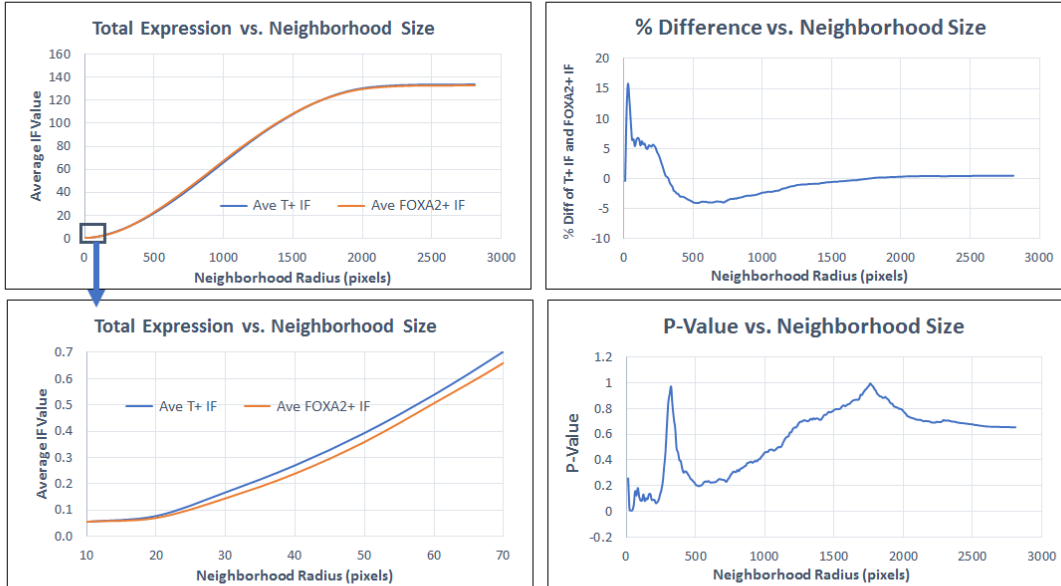 Total Expression vs. Neighborhood Size
Average IF Value
160
140
120
100
80
60
40
20
0
Ave T+ IF
Ave FOXA2+ IF
0 500 1000 1500 2000 2500 3000
Neighborhood Radius (pixels)
% Difference vs. Neighborhood Size
% Diff of T+ IF and FOXA2+ IF
20
15
10
5
0
-5
-10
0 500 1000 1500 2000 2500 3000
Neighborhood Radius (pixels)
Total Expression vs. Neighborhood Size
Average IF Value
0.7
0.6
0.5
0.4
0.3
0.2
0.1
0.0
Ave T+ IF
Ave FOXA2+ IF
10 20 30 40 50 60 70
Neighborhood Radius (pixels)
P-Value vs. Neighborhood Size
P-Value
1.2
1
0.8
0.6
0.4
0.2
0
-0.2
0 500 1000 1500 2000 2500 3000
Neighborhood Radius (pixels)